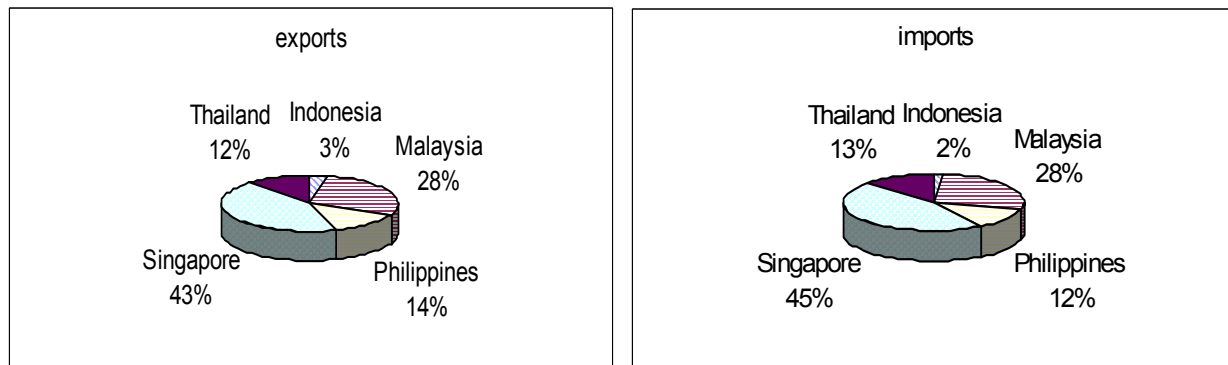 exports
Thailand
12%
Indonesia
3%
Malaysia
28%
Singapore
43%
Philippines
14%
imports
Thailand
13%
Indonesia
2%
Malaysia
28%
Singapore
45%
Philippines
12%